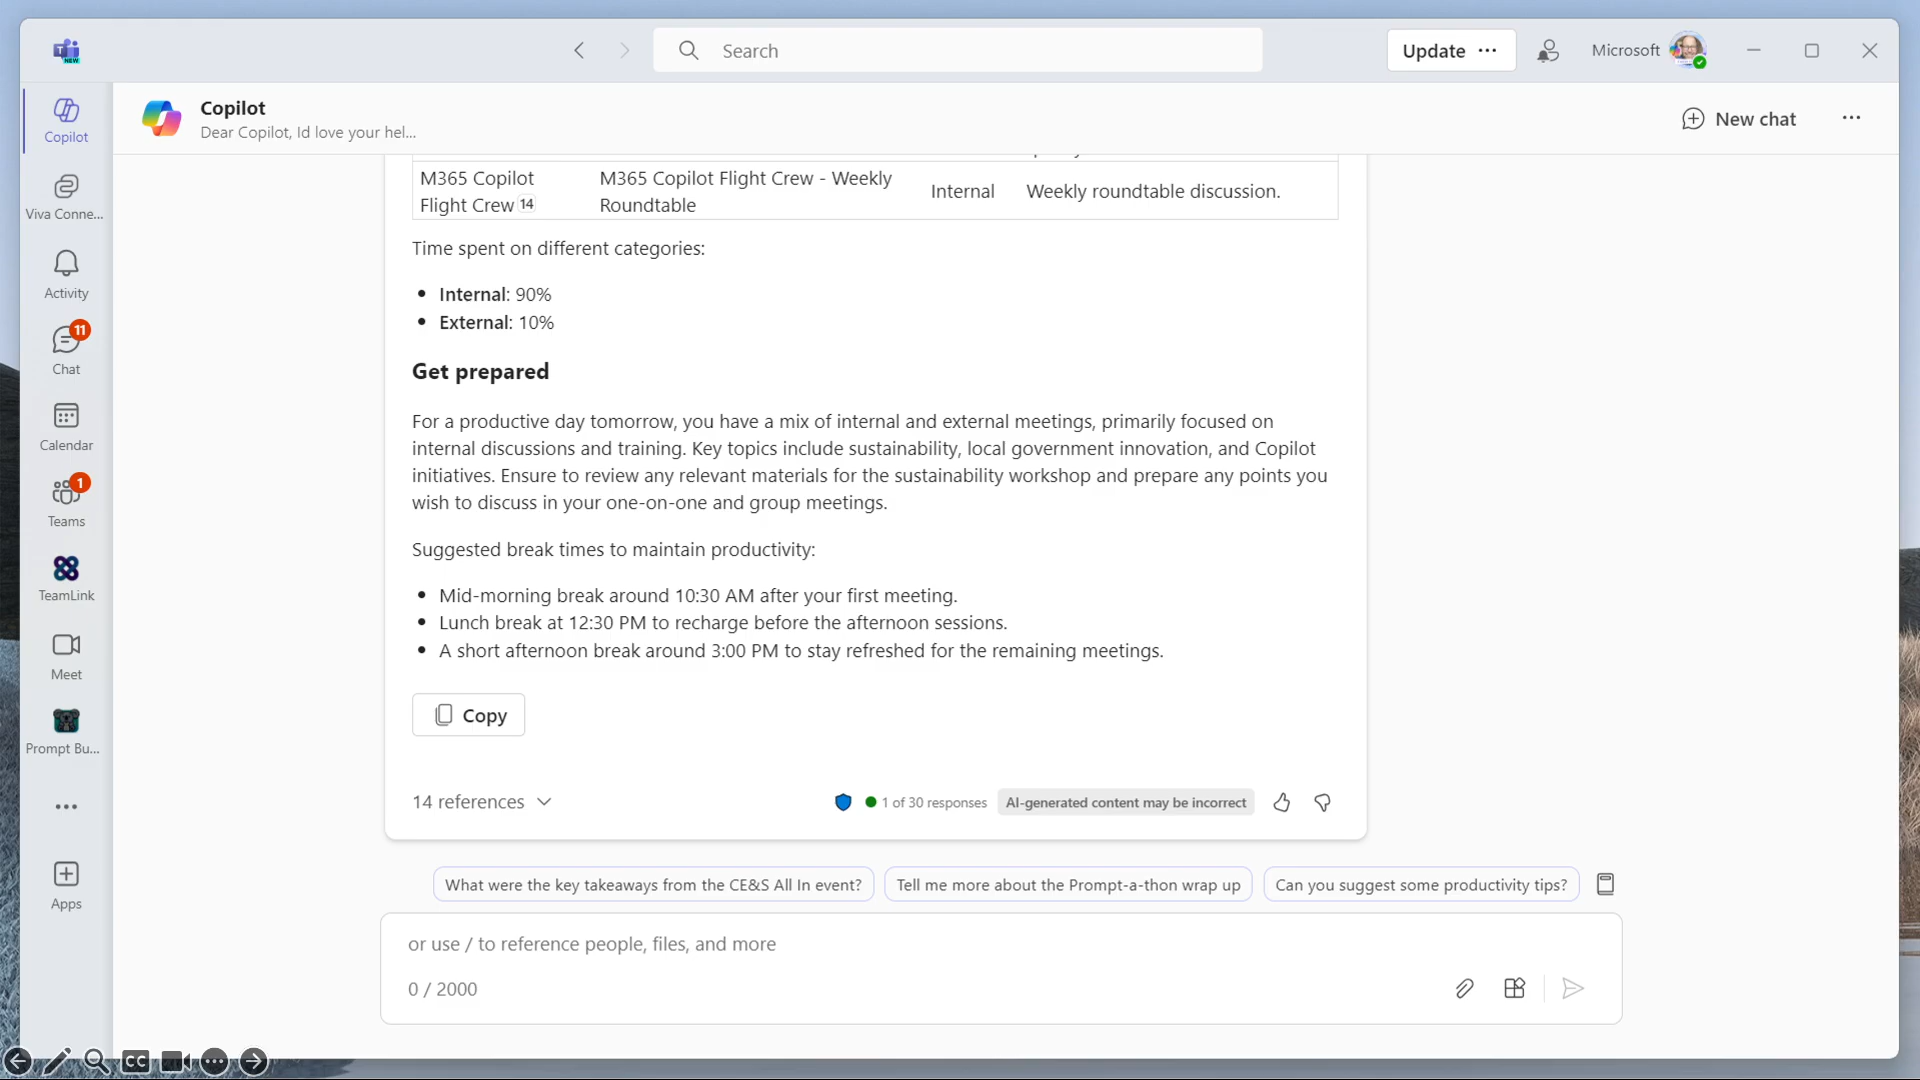 NEW
Search
Update
Microsoft
Copilot
Dear Copilot, Id love your hel...
New chat
Copilot
Viva Conne...
Activity
11
Chat
Calendar
1
Teams
TeamLink
Meet
Prompt Bu...
Apps
M365 Copilot Flight Crew - Weekly
M365 Copilot
Flight Crew 14
Roundtable
Internal
Weekly roundtable discussion.
Time spent on different categories:
• Internal: 90%
• External: 10%
Get prepared
For a productive day tomorrow, you have a mix of internal and external meetings, primarily focused on
internal discussions and training. Key topics include sustainability, local government innovation, and Copilot
initiatives. Ensure to review any relevant materials for the sustainability workshop and prepare any points you
wish to discuss in your one-on-one and group meetings.
Suggested break times to maintain productivity:
• Mid-morning break around 10:30 AM after your first meeting.
• Lunch break at 12:30 PM to recharge before the afternoon sessions.
• A short afternoon break around 3:00 PM to stay refreshed for the remaining meetings.
Copy
14 references
1 of 30 responses
AI-generated content may be incorrect
What were the key takeaways from the CE&S All In event?
Tell me more about the Prompt-a-thon wrap up
Can you suggest some productivity tips?
or use / to reference people, files, and more
0 / 2000
CC